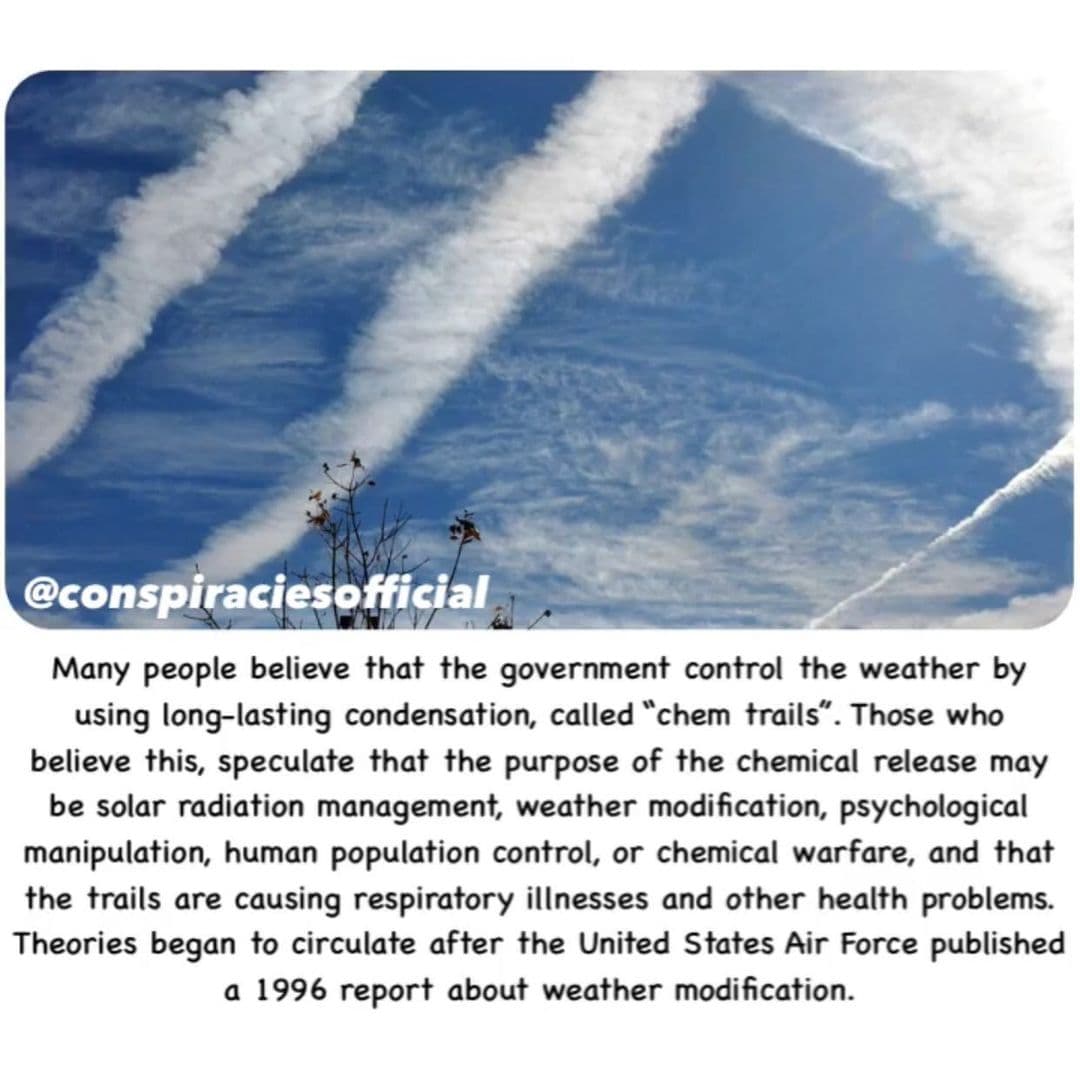 @conspiraciesofficial
Many people believe that the government control the weather by
using long-lasting condensation, called “chem trails”. Those who
believe this, speculate that the purpose of the chemical release may
be solar radiation management, weather modification, psychological
manipulation, human population control, or chemical warfare, and that
the trails are causing respiratory illnesses and other health problems.
Theories began to circulate after the United States Air Force published
a 1996 report about weather modification.